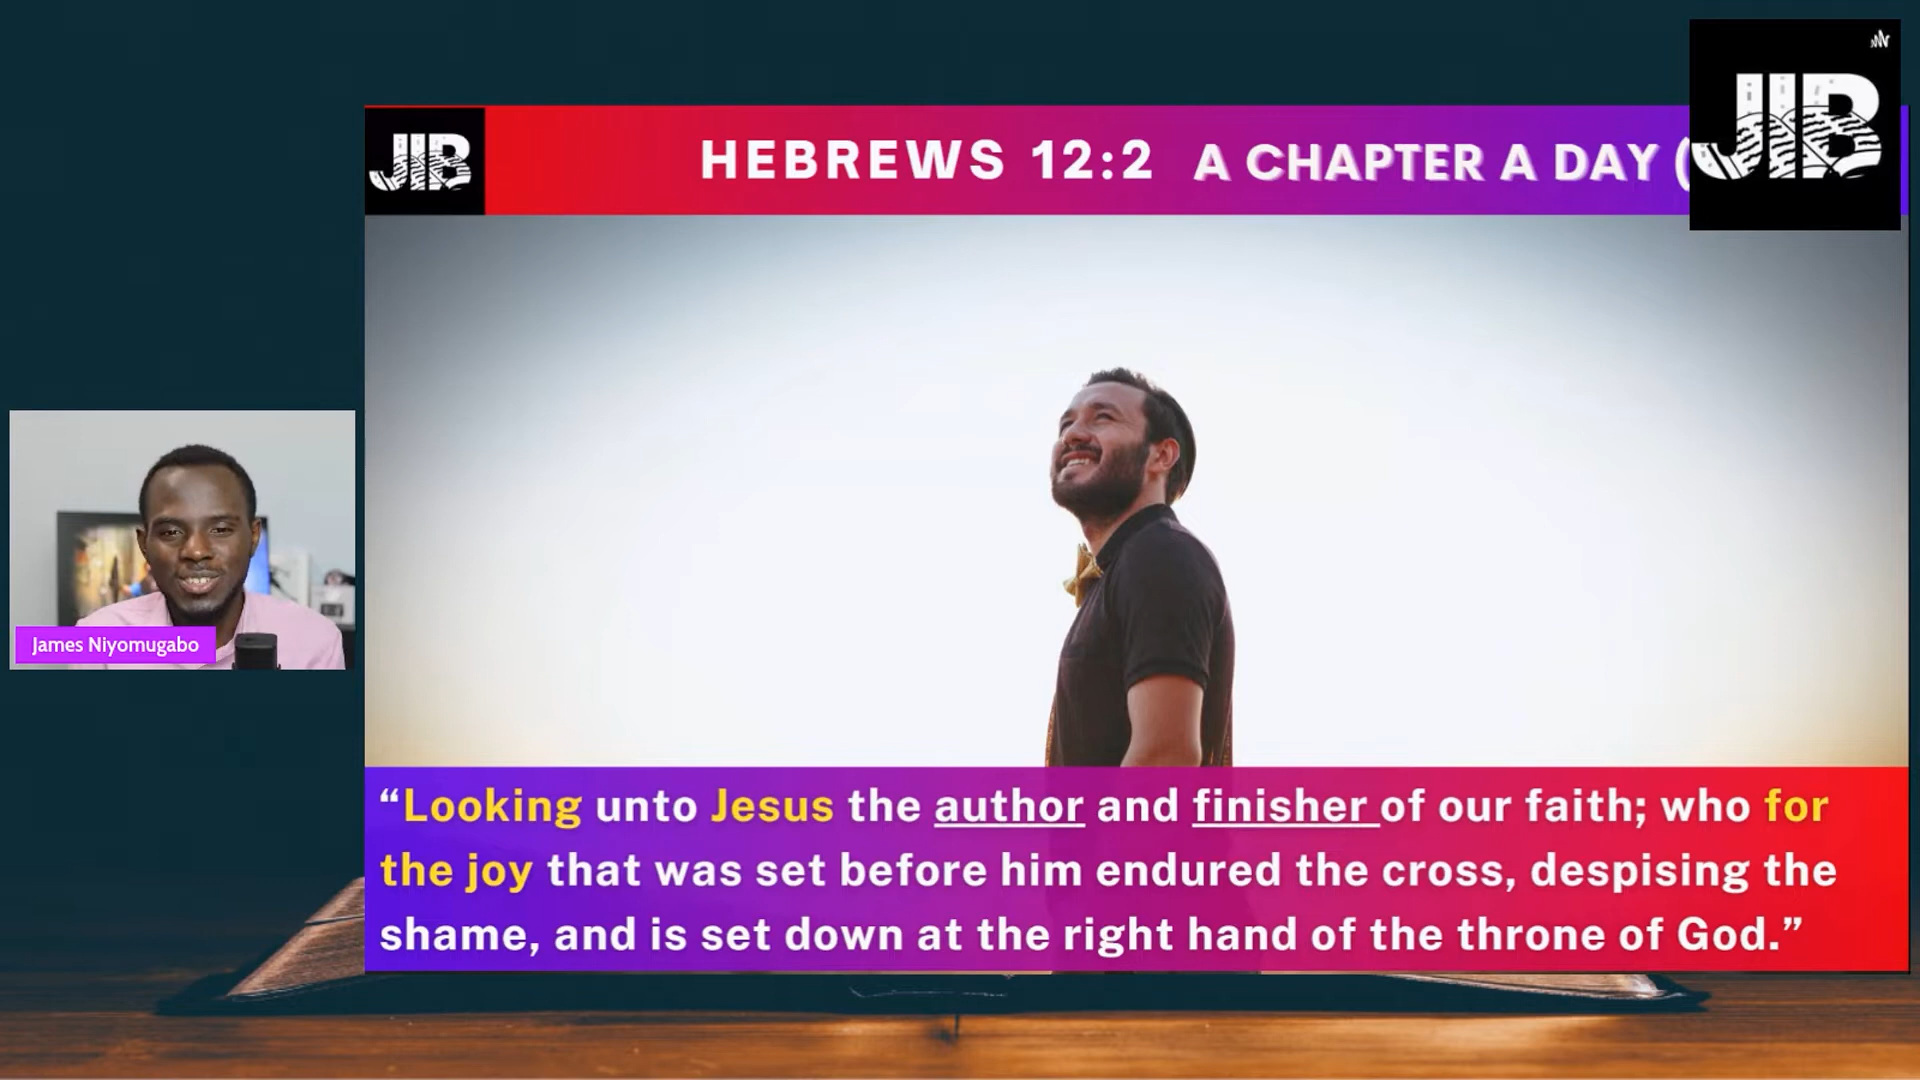 JIB
JIB
HEBREWS 12:2 A CHAPTER A DAY (
James Niyomugabo
“Looking unto Jesus the author and finisher of our faith; who for
the joy that was set before him endured the cross, despising the
shame, and is set down at the right hand of the throne of God.”